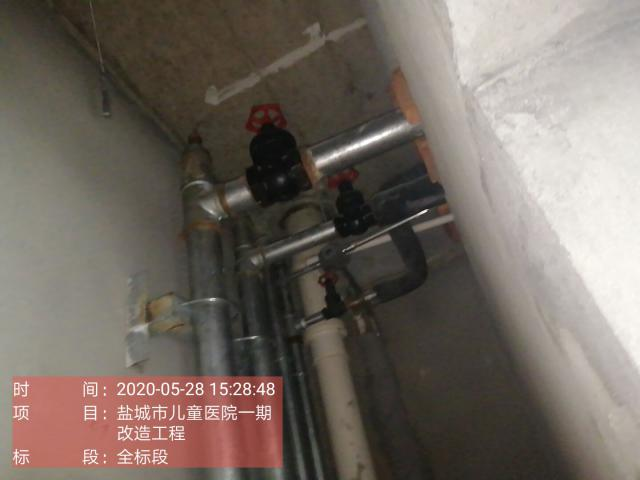 时 间: 2020-05-28 15:28:48
项 目: 盐城市儿童医院一期
改造工程
标 段: 全标段